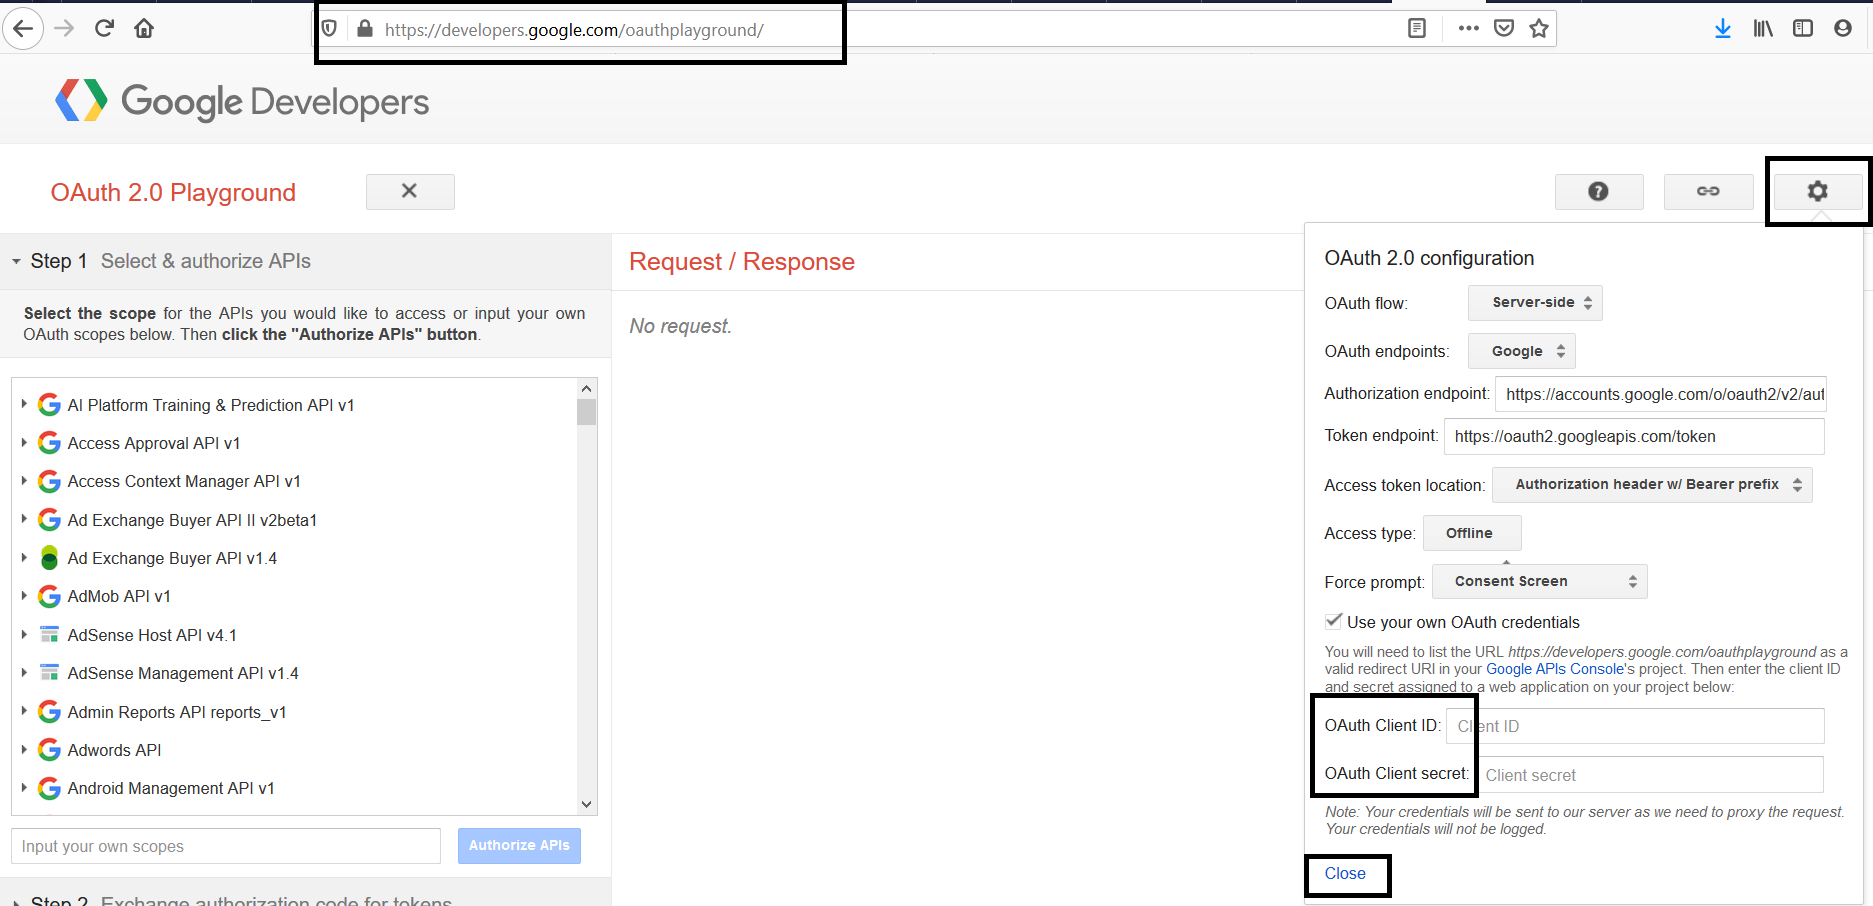 https://developers.google.com/oauthplayground/
Google Developers
OAuth 2.0 Playground
Step 1 Select & authorize APIs
Select the scope for the APIs you would like to access or input your own
OAuth scopes below. Then click the "Authorize APIs" button.
AI Platform Training & Prediction API v1
Access Approval API v1
Access Context Manager API v1
Ad Exchange Buyer API II v2beta1
Ad Exchange Buyer API v1.4
AdMob API v1
AdSense Host API v4.1
AdSense Management API v1.4
Admin Reports API reports_v1
Adwords API
Android Management API v1
Input your own scopes
Authorize APIs
Step 2 Exchange authorization code for tokens
Request / Response
No request.
OAuth 2.0 configuration
OAuth flow: Server-side
OAuth endpoints: Google
Authorization endpoint: https://accounts.google.com/o/oauth2/v2/aut
Token endpoint: https://oauth2.googleapis.com/token
Access token location: Authorization header w/ Bearer prefix
Access type: Offline
Force prompt: Consent Screen
Use your own OAuth credentials
You will need to list the URL https://developers.google.com/oauthplayground as a
valid redirect URI in your Google APIs Console's project. Then enter the client ID
and secret assigned to a web application on your project below:
OAuth Client ID: Client ID
OAuth Client secret: Client secret
Note: Your credentials will be sent to our server as we need to proxy the request.
Your credentials will not be logged.
Close